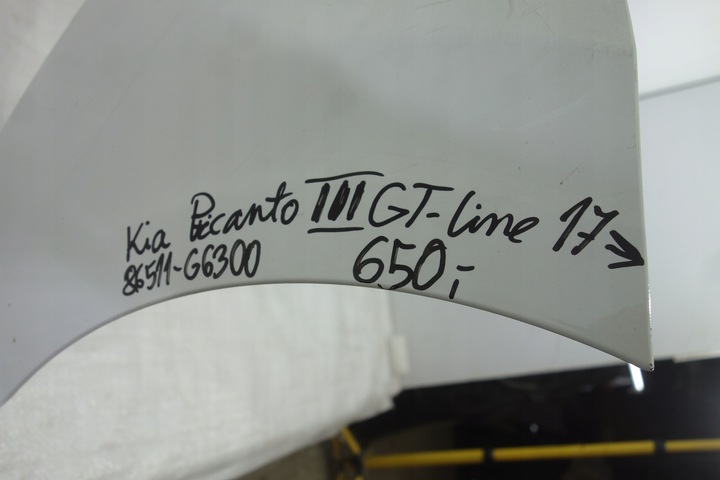 Kia Picanto III GT-Line 17→
86511-G6300 650,-